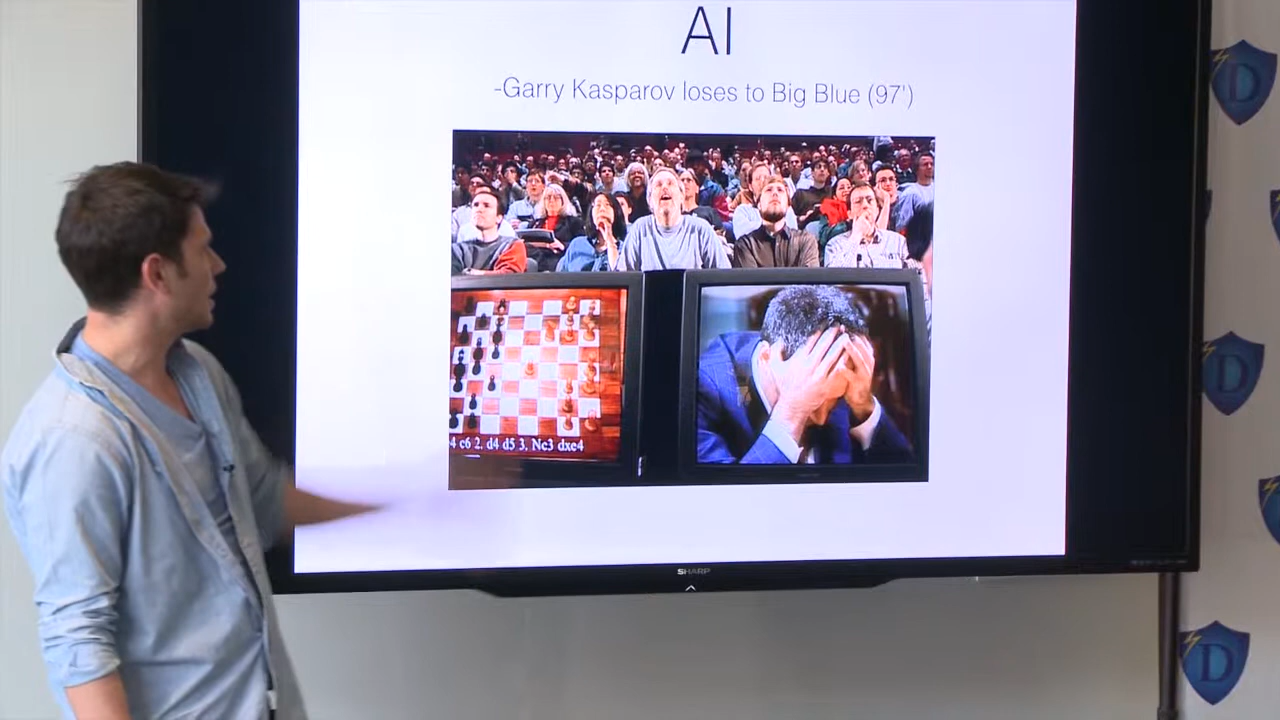 AI
-Garry Kasparov loses to Big Blue (97')
4 c6 2. d4 d5 3. Nc3 dxe4
SHARP
D
D
D